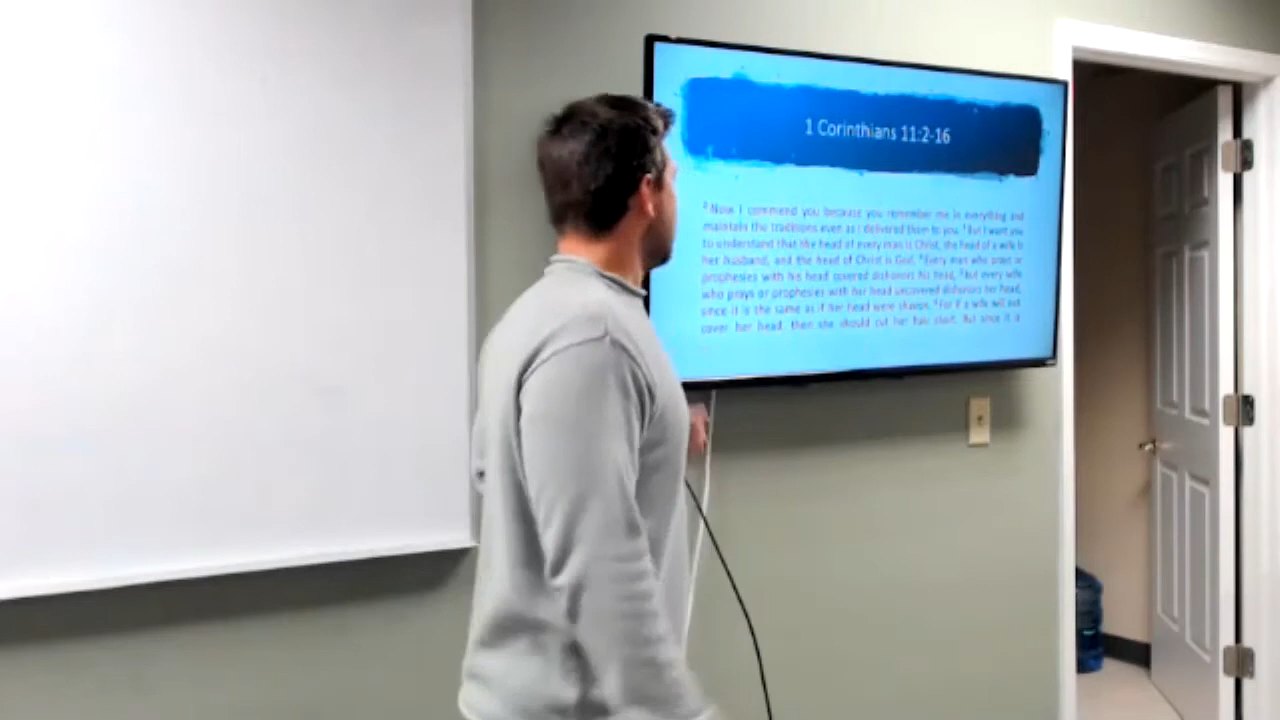 1 Corinthians 11:2-16
2 Now I commend you because you remember me in everything and
maintain the traditions even as I delivered them to you. 3 But I want you
to understand that the head of every man is Christ, the head of a wife is
her husband, and the head of Christ is God. 4 Every man who prays or
prophesies with his head covered dishonors his head, 5 but every wife
who prays or prophesies with her head uncovered dishonors her head,
since it is the same as if her head were shaven. 6 For if a wife will not
cover her head, then she should cut her hair short. But since it is